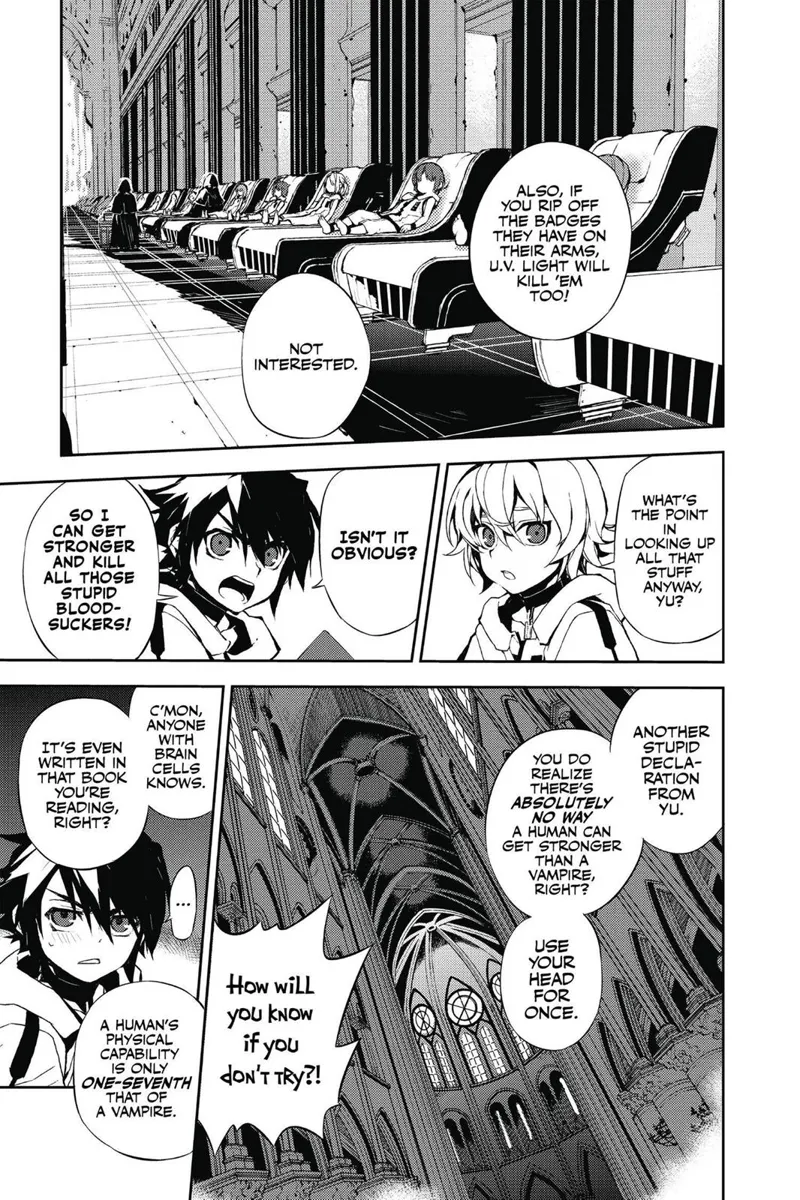 ALSO, IF
YOU RIP OFF
THE BADGES
THEY HAVE ON
THEIR ARMS,
U.V. LIGHT WILL
KILL 'EM
TOO!
NOT
INTERESTED.
WHAT'S
THE POINT
IN
LOOKING UP
ALL THAT
STUFF
ANYWAY,
YU?
ISN'T IT
OBVIOUS?
SO I
CAN GET
STRONGER
AND KILL
ALL THOSE
STUPID
BLOOD-
SUCKERS!
ANOTHER
STUPID
DECLA-
RATION
FROM
YU.
YOU DO
REALIZE
THERE'S
ABSOLUTELY
NO WAY
A HUMAN CAN
GET STRONGER
THAN A
VAMPIRE,
RIGHT?
USE
YOUR
HEAD
FOR
ONCE.
HOW WILL
YOU KNOW
IF YOU
DON'T TRY?!
C'MON,
ANYONE
WITH
BRAIN
CELLS
KNOWS.
IT'S EVEN
WRITTEN IN
THAT BOOK
YOU'RE
READING,
RIGHT?
...
A HUMAN'S
PHYSICAL
CAPABILITY
IS ONLY
ONE-SEVENTH
THAT OF
A VAMPIRE.